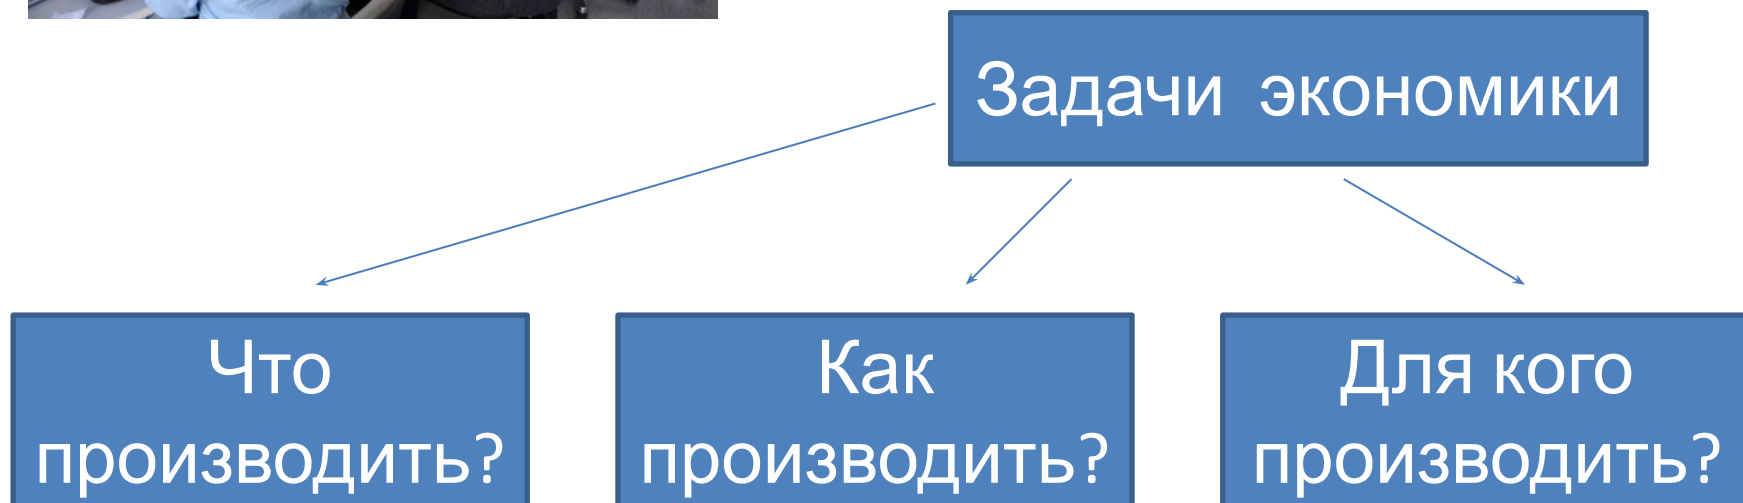 Задачи экономики
Что
производить?
Как
производить?
Для кого
производить?